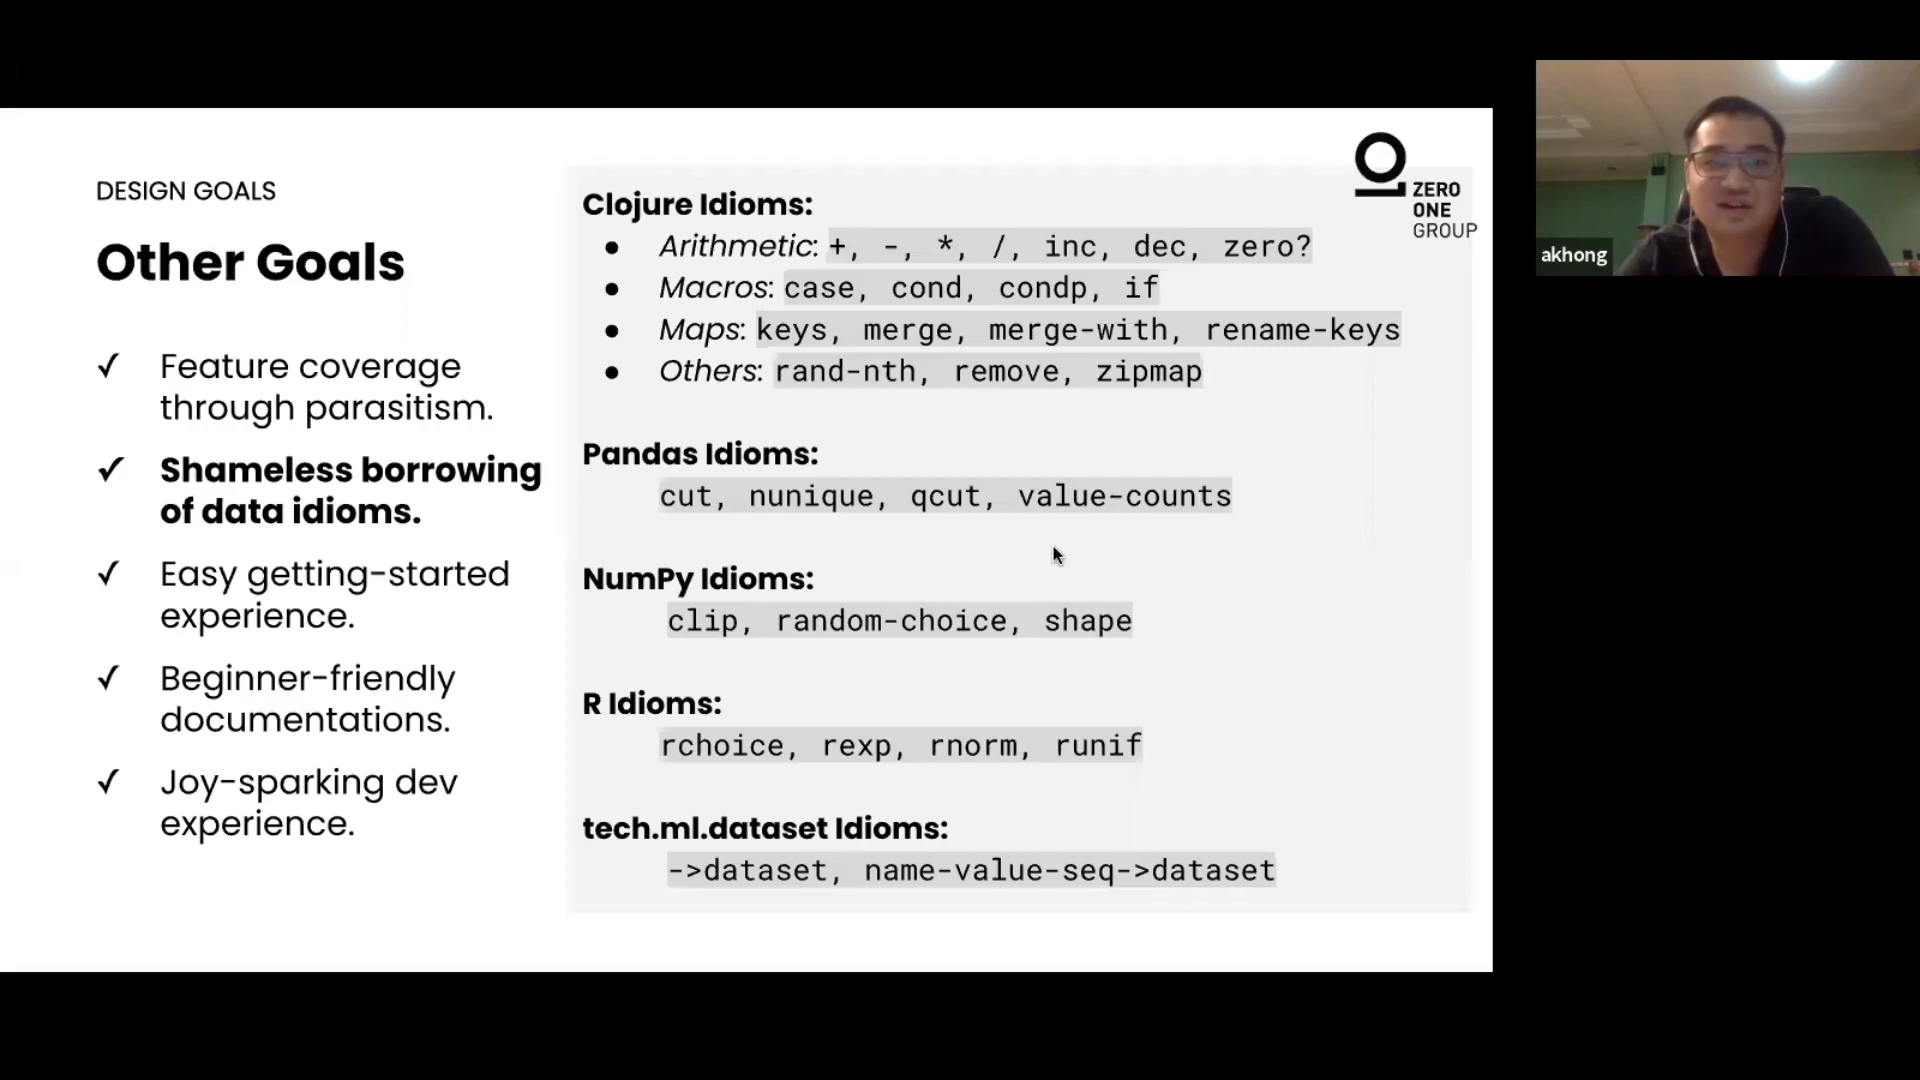 DESIGN GOALS
Other Goals
✓ Feature coverage
through parasitism.
✓ Shameless borrowing
of data idioms.
✓ Easy getting-started
experience.
✓ Beginner-friendly
documentations.
✓ Joy-sparking dev
experience.
Clojure Idioms:
● Arithmetic: +, -, *, /, inc, dec, zero?
● Macros: case, cond, condp, if
● Maps: keys, merge, merge-with, rename-keys
● Others: rand-nth, remove, zipmap
Pandas Idioms:
cut, nunique, qcut, value-counts
NumPy Idioms:
clip, random-choice, shape
R Idioms:
rchoice, rexp, rnorm, runif
tech.ml.dataset Idioms:
->dataset, name-value-seq->dataset
ZERO
ONE
GROUP
akhong